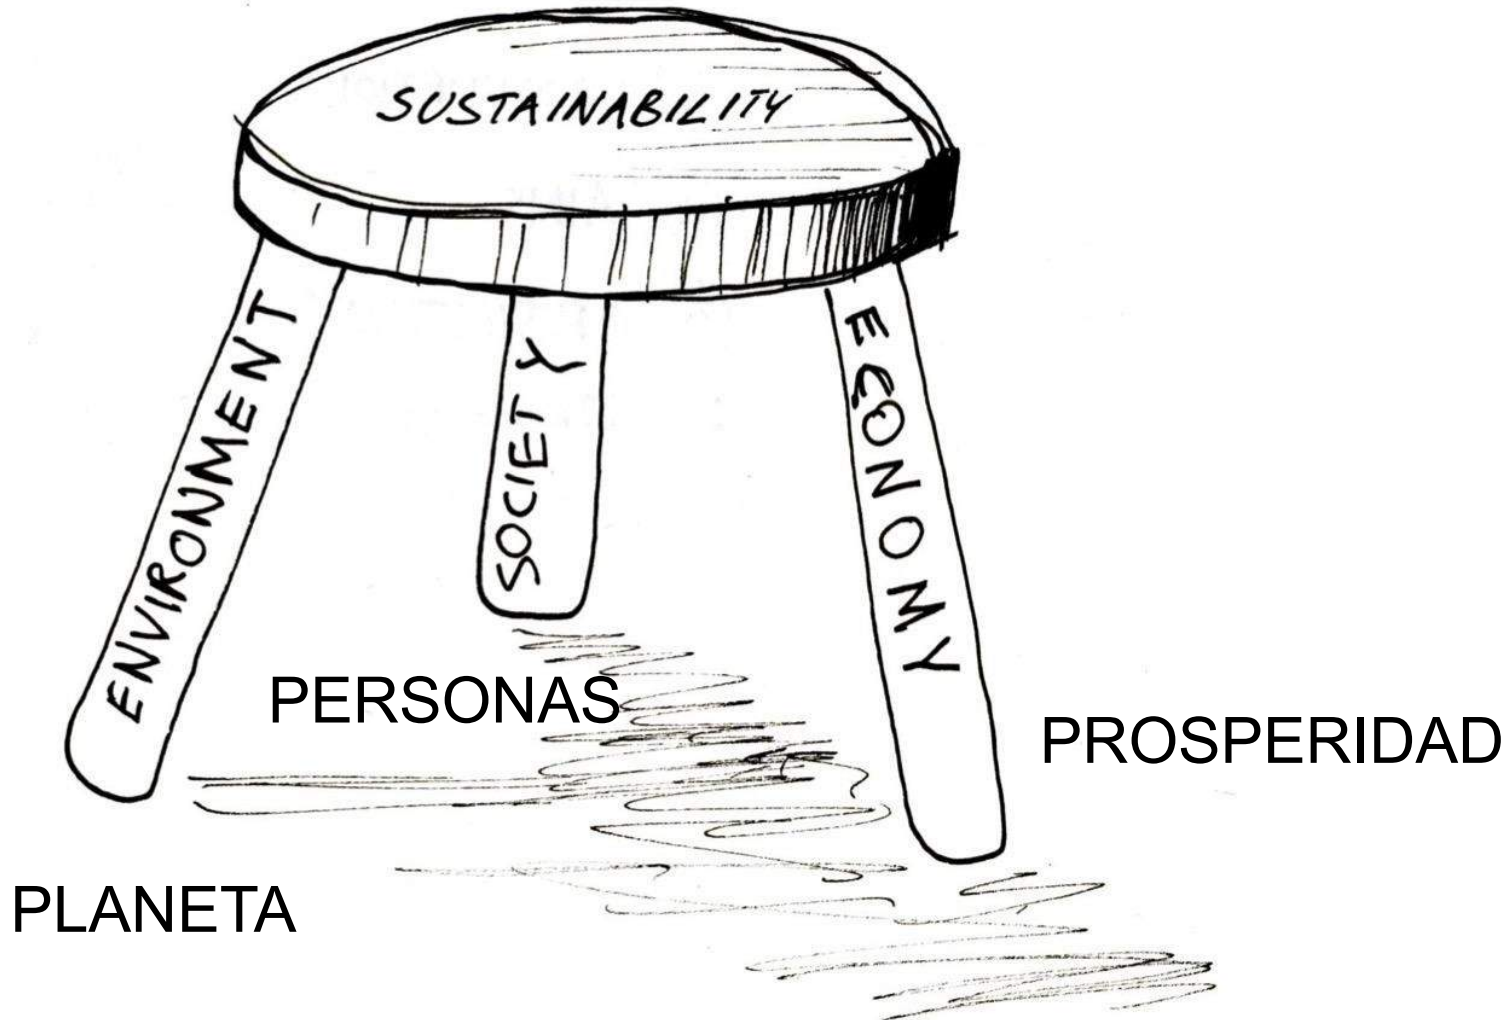 SUSTAINABILITY
ENVIRONMENT
SOCIETY
ECONOMY
PERSONAS
PROSPERIDAD
PLANETA